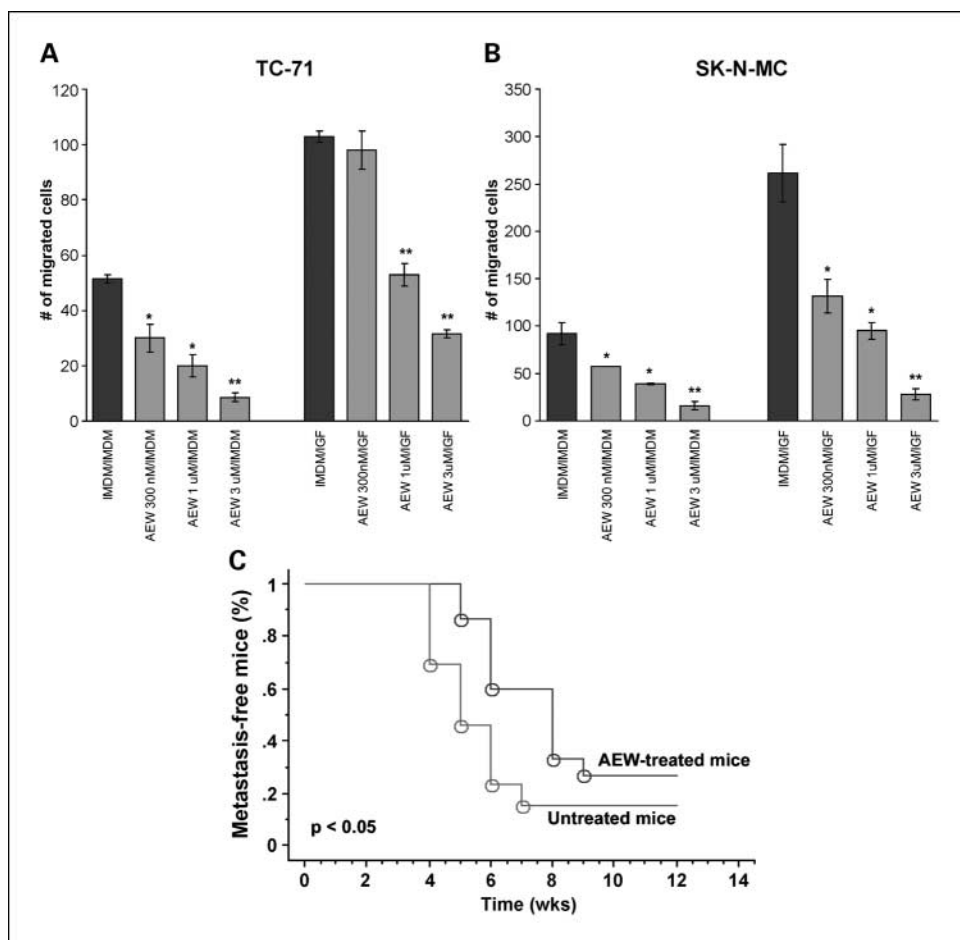 A
TC-71
# of migrated cells
120
100
80
60
40
20
0
*
*
**
**
**
IMDM/IMDM
AEW 300 nM/IMDM
AEW 1 uM/IMDM
AEW 3 uM/IMDM
IMDM/IGF
AEW 300nM/IGF
AEW 1uM/IGF
AEW 3uM/IGF
B
SK-N-MC
# of migrated cells
350
300
250
200
150
100
50
0
*
*
**
*
*
**
IMDM/IMDM
AEW 300 nM/IMDM
AEW 1 uM/IMDM
AEW 3 uM/IMDM
IMDM/IGF
AEW 300nM/IGF
AEW 1uM/IGF
AEW 3uM/IGF
C
Metastasis-free mice (%)
1
.8
.6
.4
.2
0
AEW-treated mice
Untreated mice
p < 0.05
0 2 4 6 8 10 12 14
Time (wks)